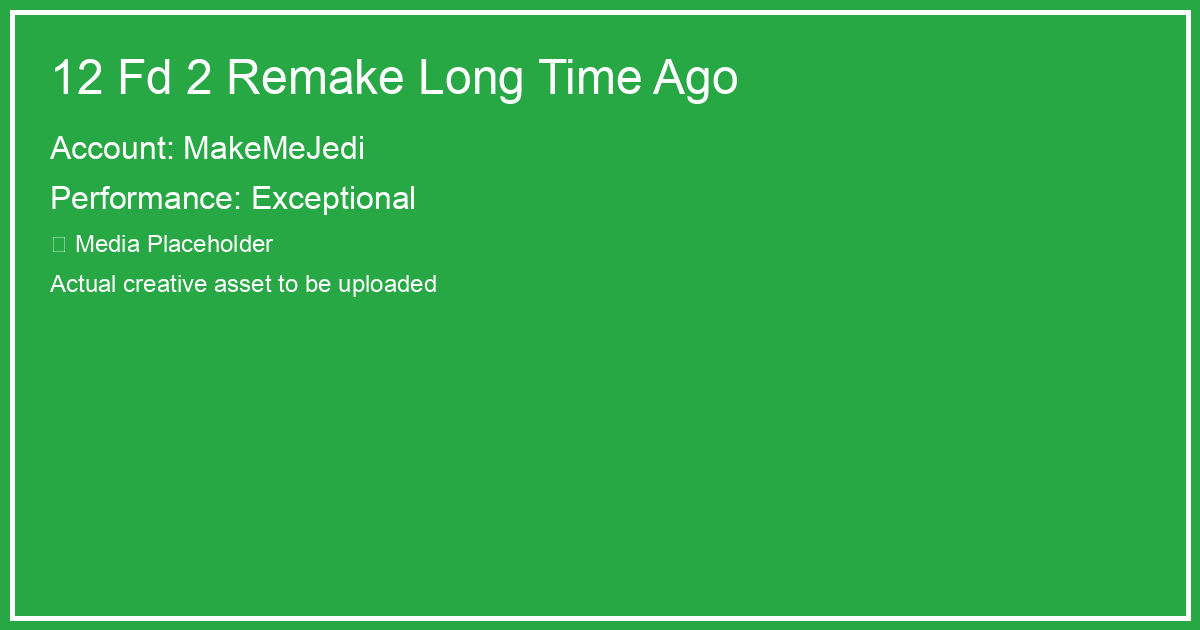 12 Fd 2 Remake Long Time Ago
Account: MakeMeJedi
Performance: Exceptional
Media Placeholder
Actual creative asset to be uploaded